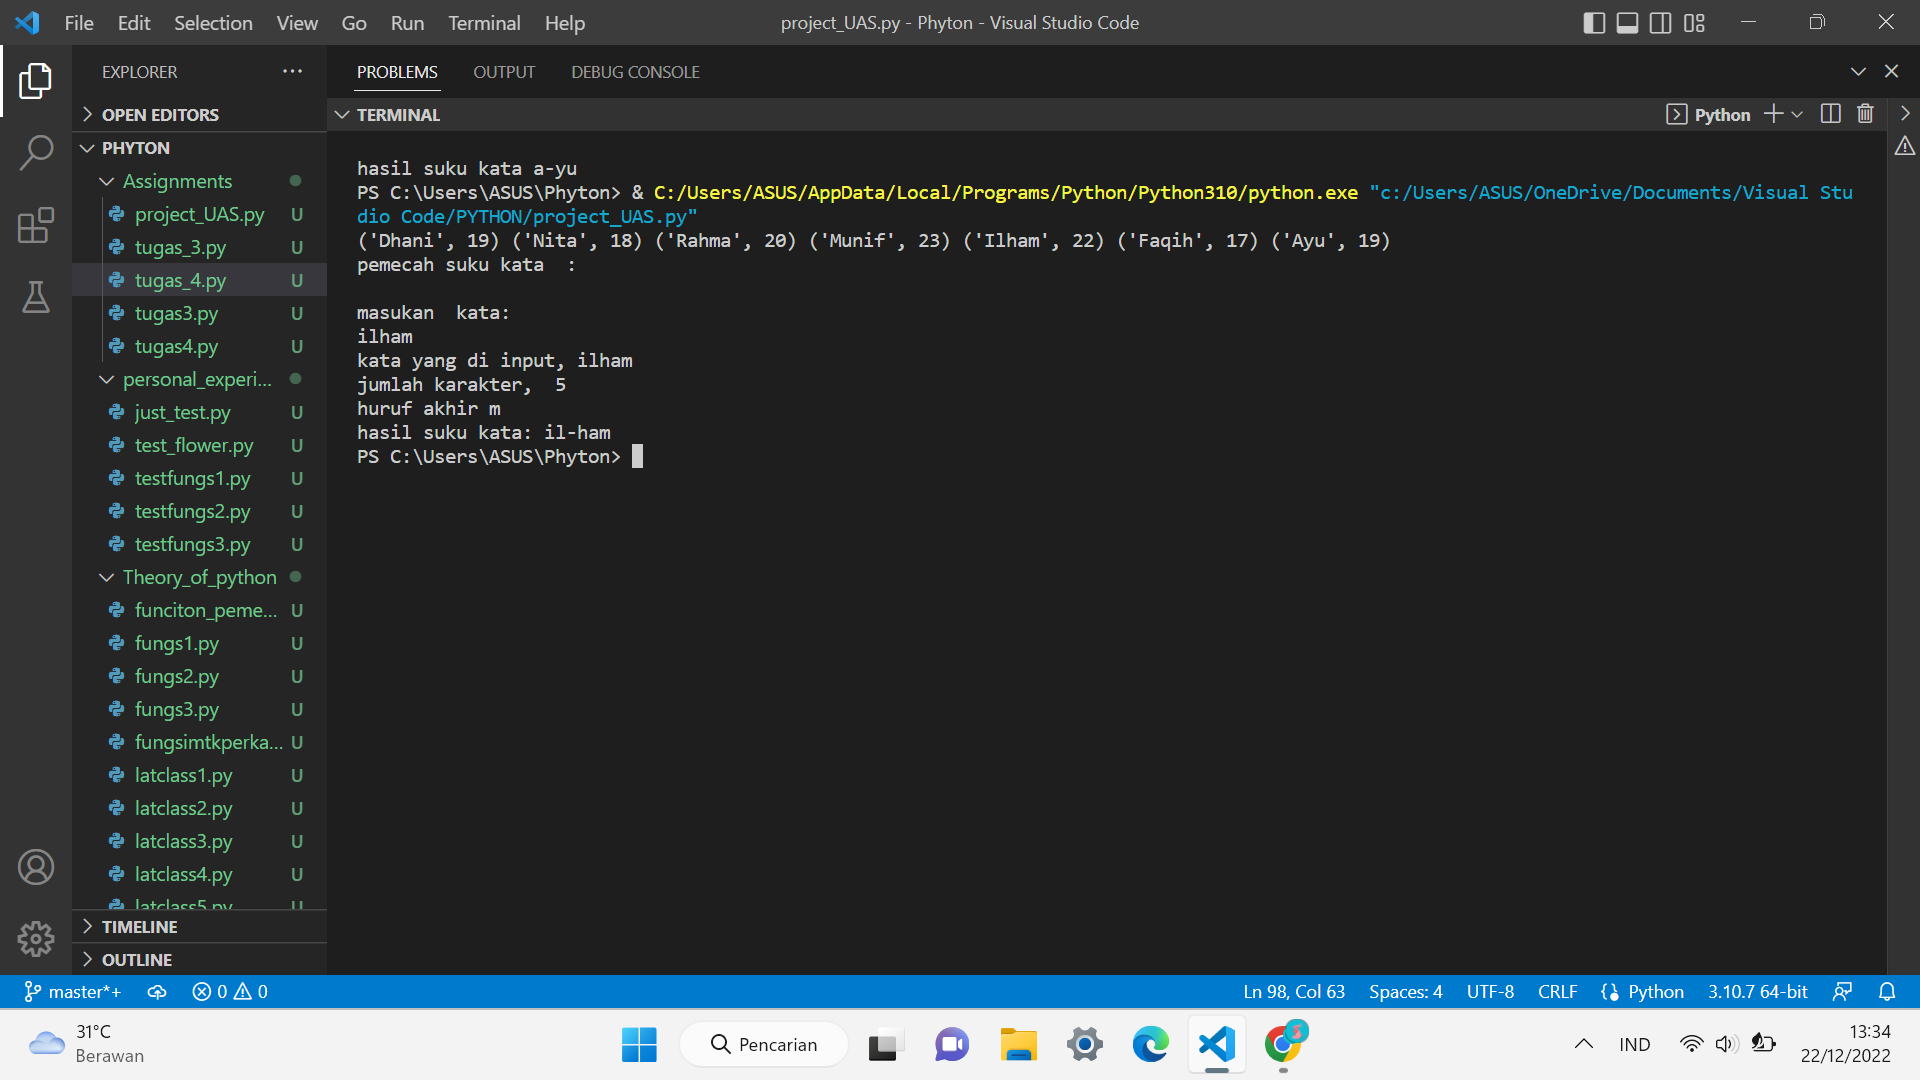 File Edit Selection View Go Run Terminal Help
project_UAS.py - Phyton - Visual Studio Code
EXPLORER
OPEN EDITORS
PHYTON
Assignments
project_UAS.py U
tugas_3.py U
tugas_4.py U
tugas3.py U
tugas4.py U
personal_experi...
just_test.py U
test_flower.py U
testfungs1.py U
testfungs2.py U
testfungs3.py U
Theory_of_python
funciton_peme... U
fungs1.py U
fungs2.py U
fungs3.py U
fungsimtkperka... U
latclass1.py U
latclass2.py U
latclass3.py U
latclass4.py U
latclass5.py U
TIMELINE
OUTLINE
PROBLEMS OUTPUT DEBUG CONSOLE
TERMINAL
Python
hasil suku kata a-yu
PS C:\Users\ASUS\Phyton> & C:/Users/ASUS/AppData/Local/Programs/Python/Python310/python.exe "c:/Users/ASUS/OneDrive/Documents/Visual Stu
dio Code/PYTHON/project_UAS.py"
('Dhani', 19) ('Nita', 18) ('Rahma', 20) ('Munif', 23) ('Ilham', 22) ('Faqih', 17) ('Ayu', 19)
pemecah suku kata  :
masukan  kata:
ilham
kata yang di input, ilham
jumlah karakter,  5
huruf akhir m
hasil suku kata: il-ham
PS C:\Users\ASUS\Phyton>
master*+ 0 0
Ln 98, Col 63 Spaces: 4 UTF-8 CRLF Python 3.10.7 64-bit
31°C
Berawan
Pencarian
IND
13:34
22/12/2022